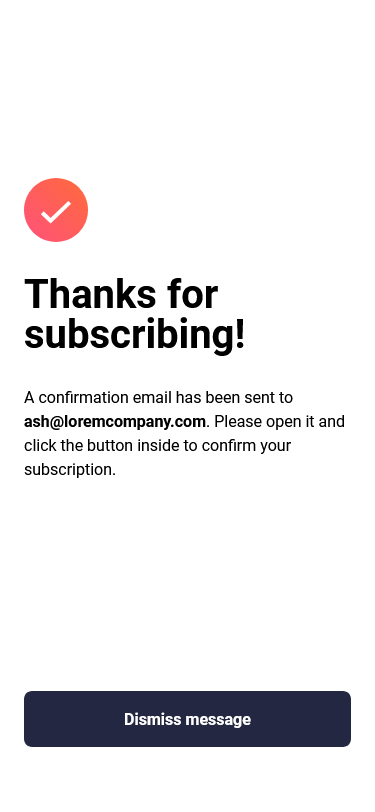 Thanks for
subscribing!
A confirmation email has been sent to
ash@loremcompany.com. Please open it and
click the button inside to confirm your
subscription.
Dismiss message